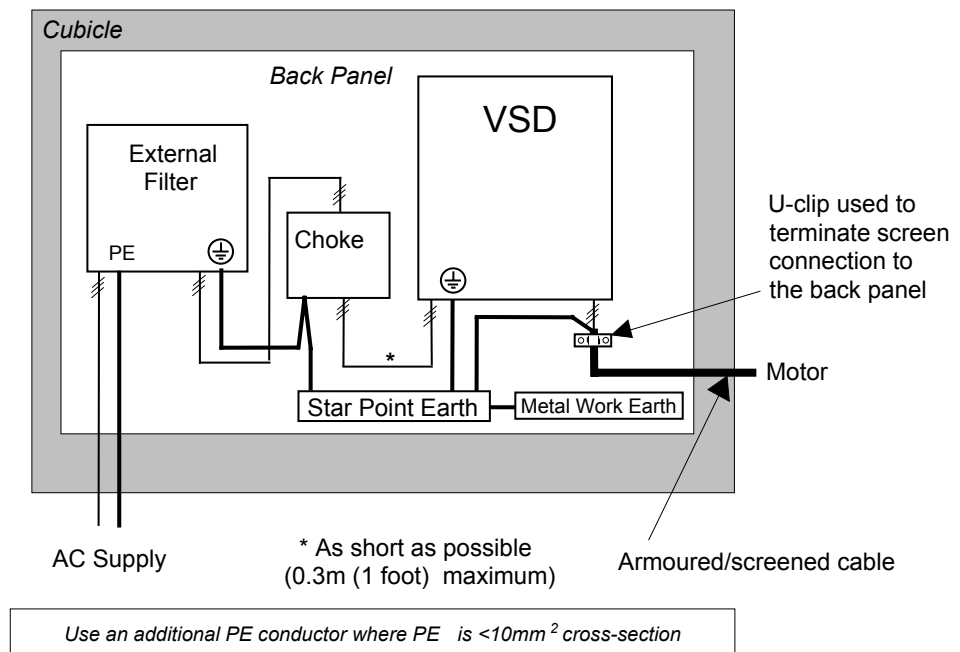 Cubicle
Back Panel
VSD
External
Filter
PE
Choke
U-clip used to
terminate screen
connection to
the back panel
*
Motor
Star Point Earth
Metal Work Earth
AC Supply
* As short as possible
(0.3m (1 foot) maximum)
Armoured/screened cable
Use an additional PE conductor where PE is <10mm² cross-section